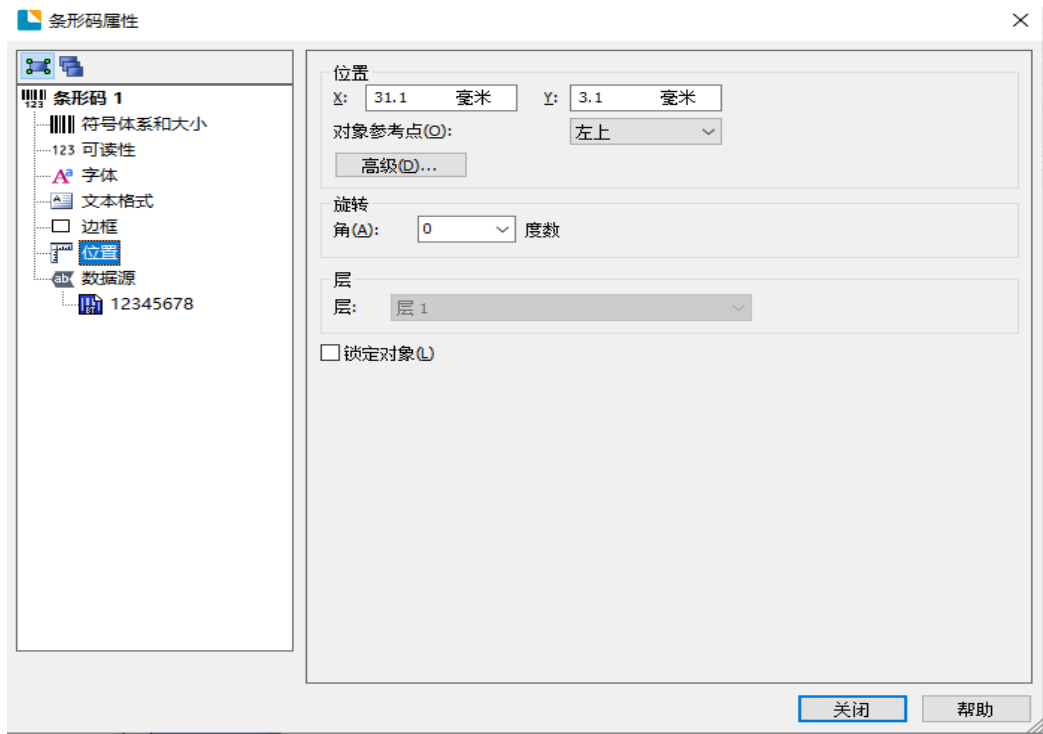 条形码属性
条形码 1
符号体系和大小
123 可读性
Aa 字体
文本格式
边框
位置
数据源
12345678
位置
X: 31.1 毫米 Y: 3.1 毫米
对象参考点(O): 左上
高级(D)...
旋转
角(A): 0 度数
层
层: 层 1
锁定对象(L)
关闭 帮助